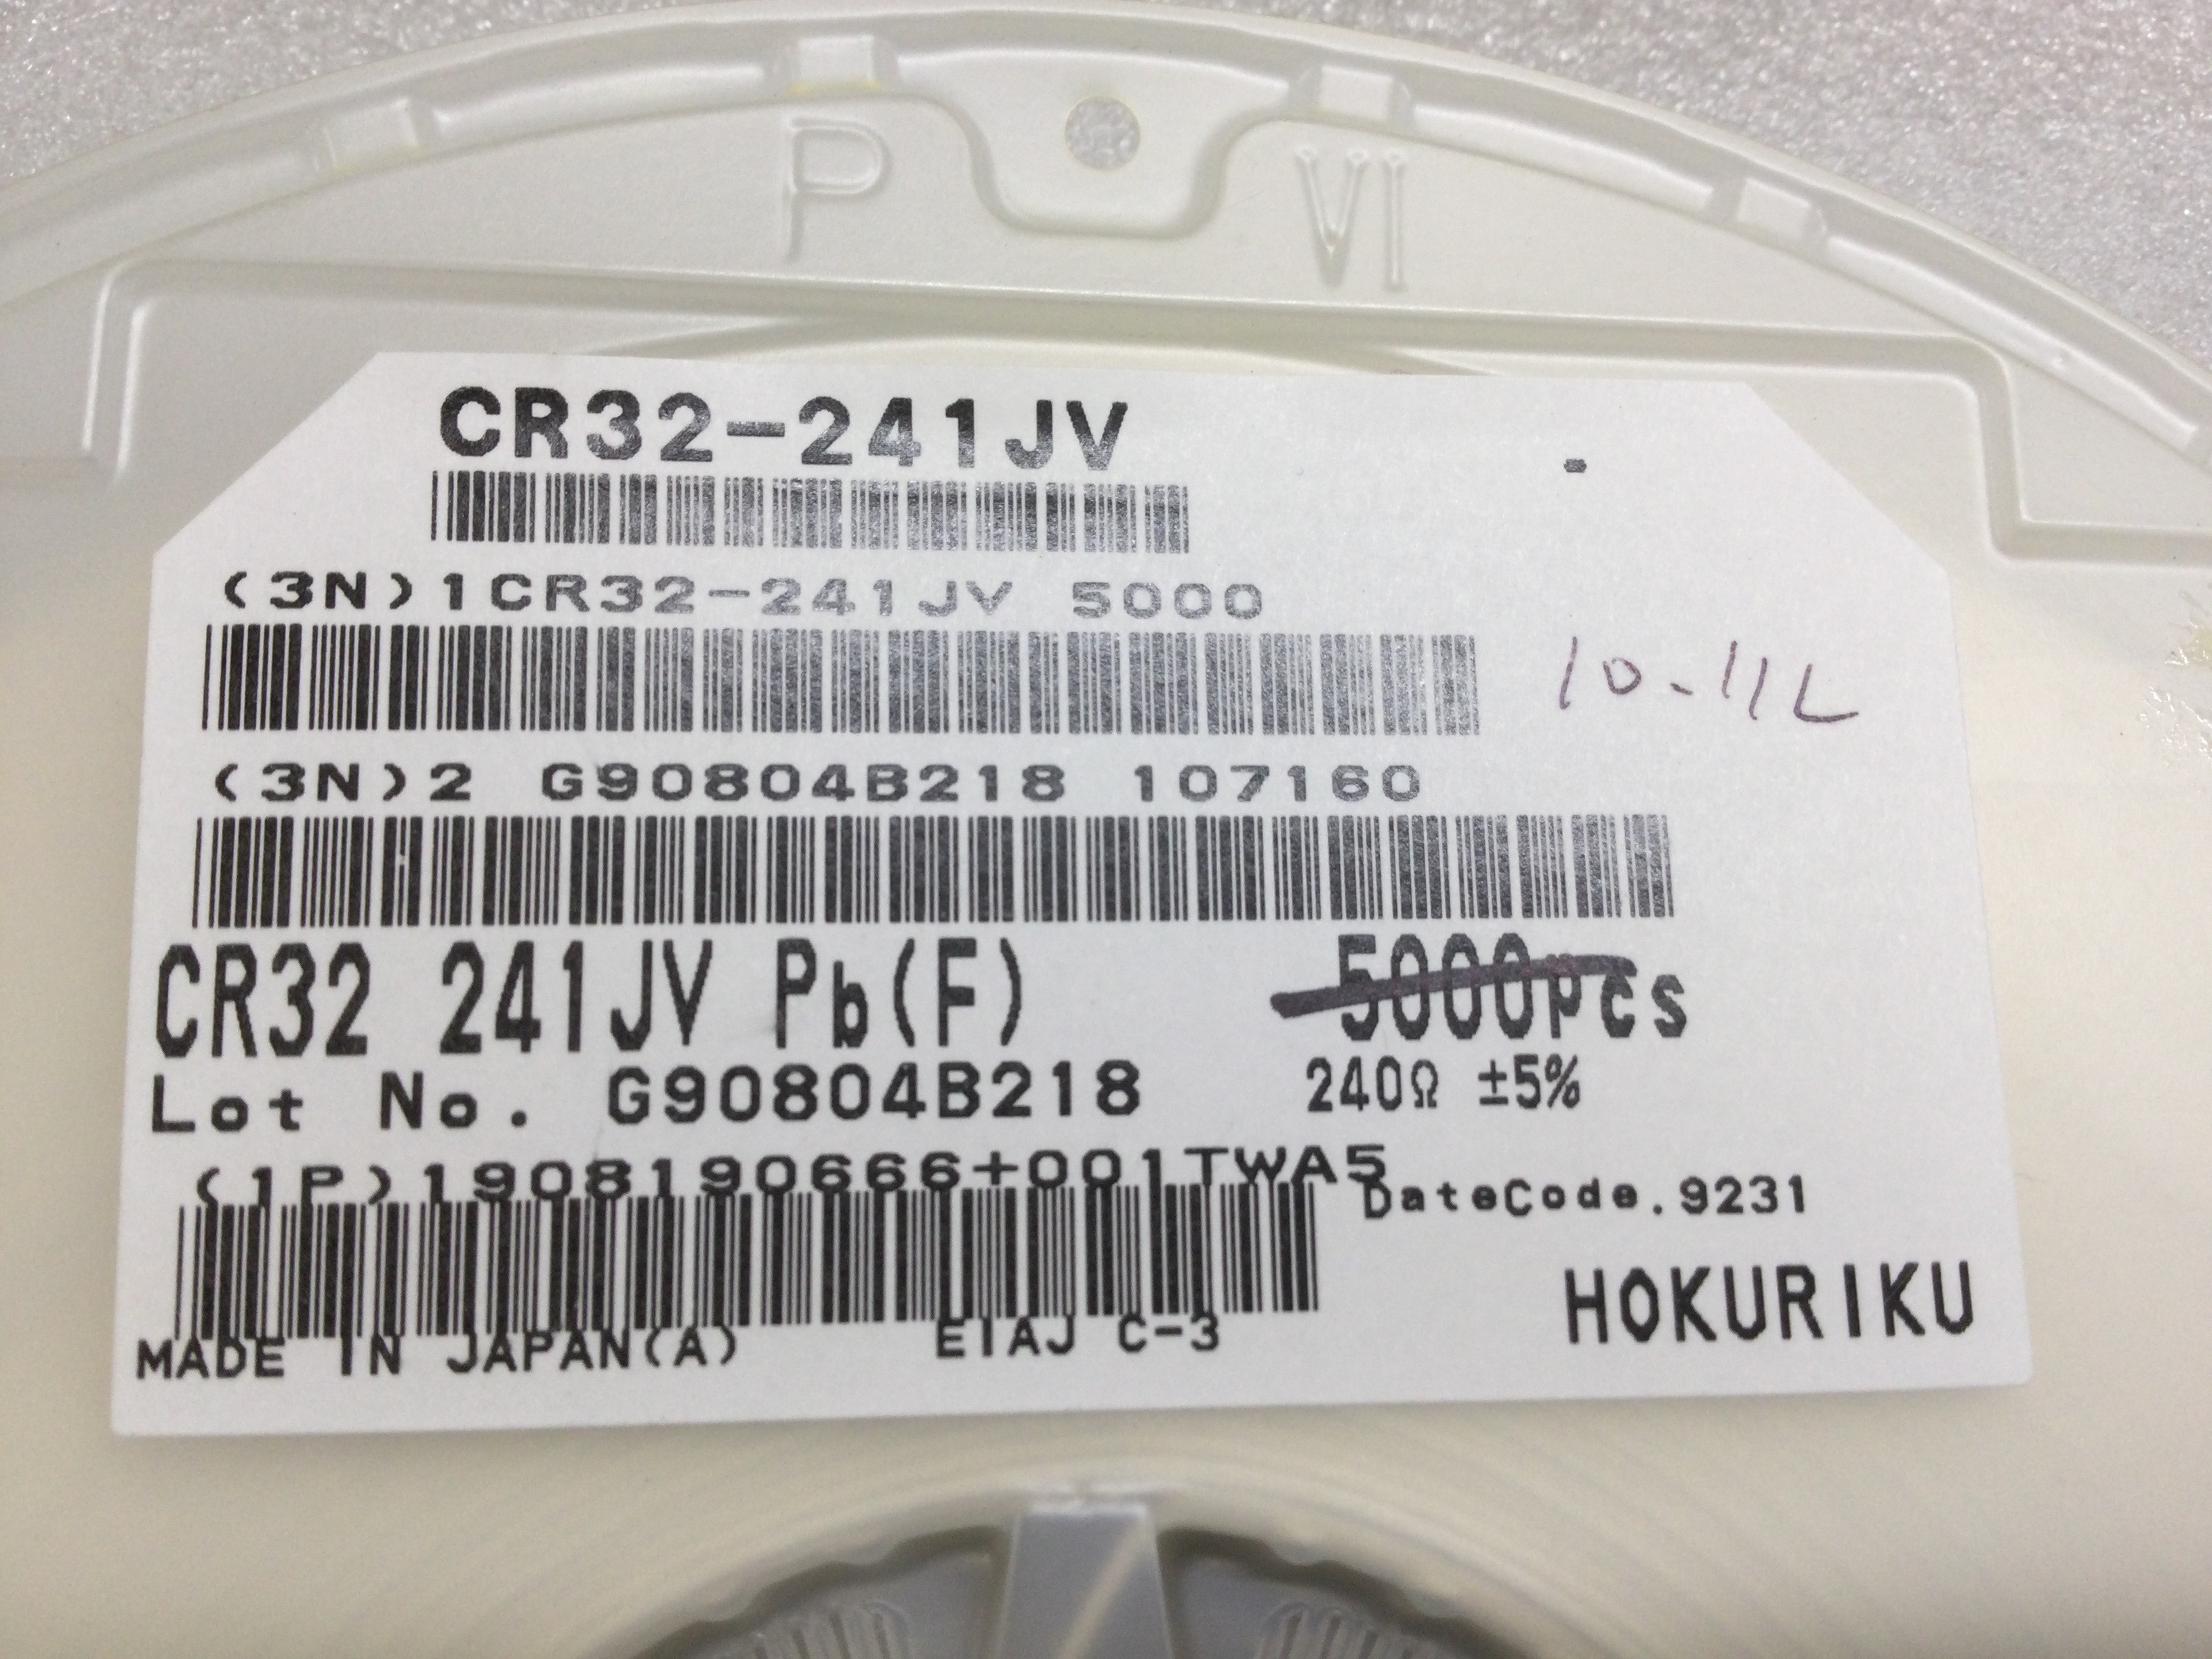 P VI
CR32-241JV
(3N)1CR32-241JV 5000
10-11L
(3N)2 G90804B218 107160
CR32 241JV Pb(F) 5000pcs
Lot No. G90804B218 240Ω ±5%
(1P)1908190666+001TWA5
DateCode.9231
HOKURIKU
MADE IN JAPAN(A) EIAJ C-3